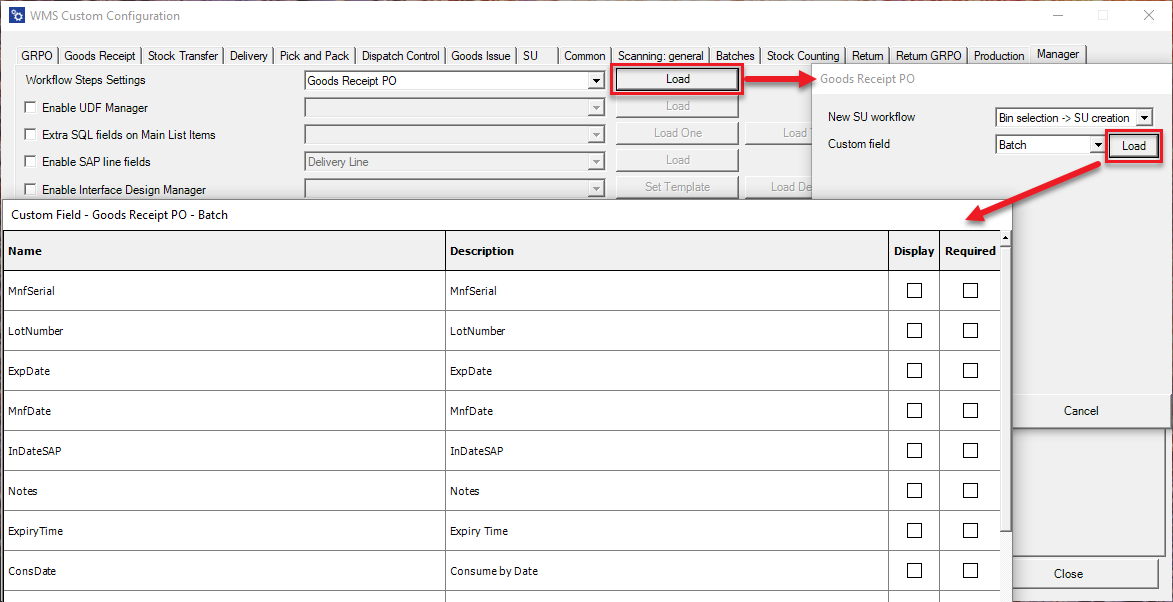 WMS Custom Configuration
GRPO Goods Receipt Stock Transfer Delivery Pick and Pack Dispatch Control Goods Issue SU Common Scanning: general Batches Stock Counting Return Return GRPO Production Manager
Workflow Steps Settings Goods Receipt PO Load
Enable UDF Manager Load
Extra SQL fields on Main List Items Load One Load
Enable SAP line fields Delivery Line Load
Enable Interface Design Manager Set Template Load De
Goods Receipt PO
New SU workflow Bin selection -> SU creation
Custom field Batch Load
Cancel
Close
Custom Field - Goods Receipt PO - Batch
Name Description Display Required
MnfSerial MnfSerial
LotNumber LotNumber
ExpDate ExpDate
MnfDate MnfDate
InDateSAP InDateSAP
Notes Notes
ExpiryTime Expiry Time
ConsDate Consume by Date